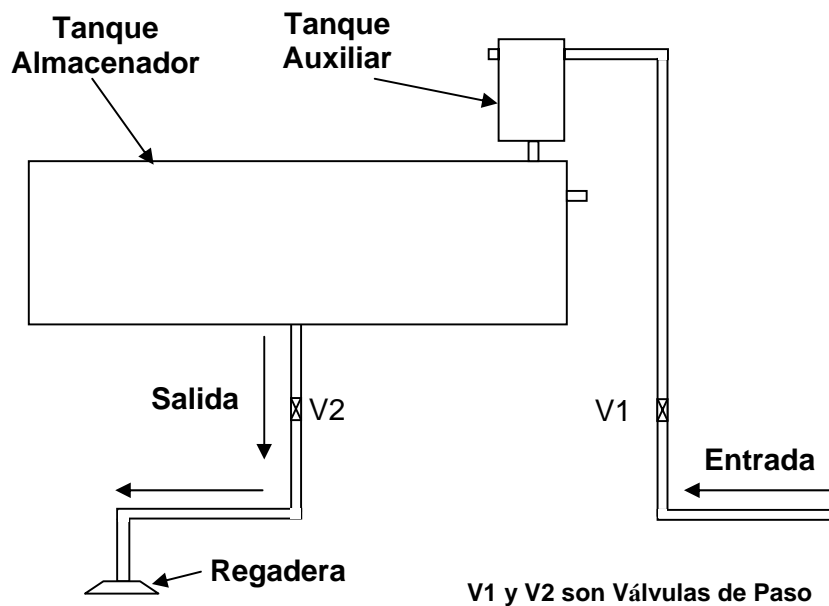 Tanque
Almacenador
Tanque
Auxiliar
Salida
V2
V1
Entrada
Regadera
V1 y V2 son Válvulas de Paso